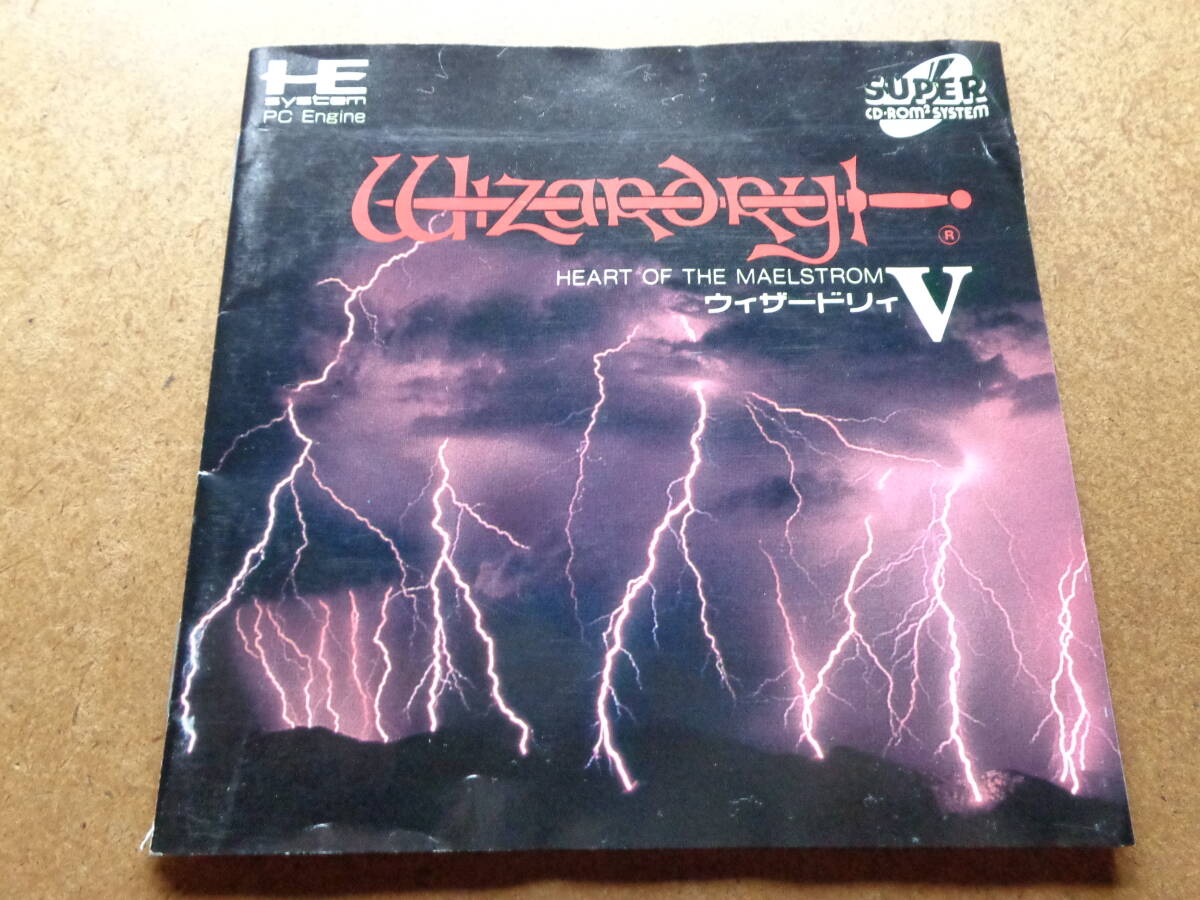 HE
system
PC Engine
SUPER
CD-ROM² SYSTEM
Wizardry
®
HEART OF THE MAELSTROM
ウィザードリィ
V